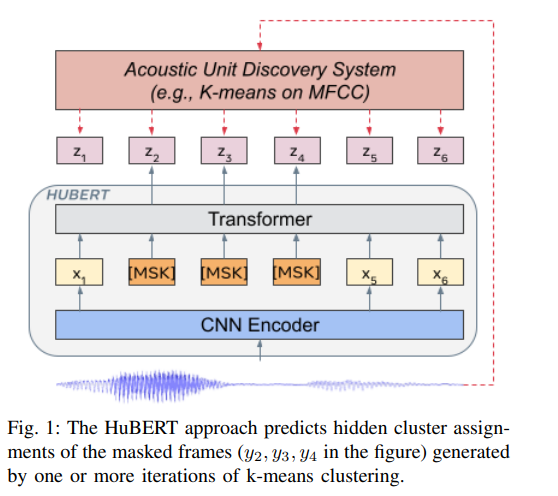 Acoustic Unit Discovery System
(e.g., K-means on MFCC)
z1 z2 z3 z4 z5 z6
HUBERT
Transformer
x1 [MSK] [MSK] [MSK] x5 x6
CNN Encoder
Fig. 1: The HuBERT approach predicts hidden cluster assign-
ments of the masked frames (y2, y3, y4 in the figure) generated
by one or more iterations of k-means clustering.